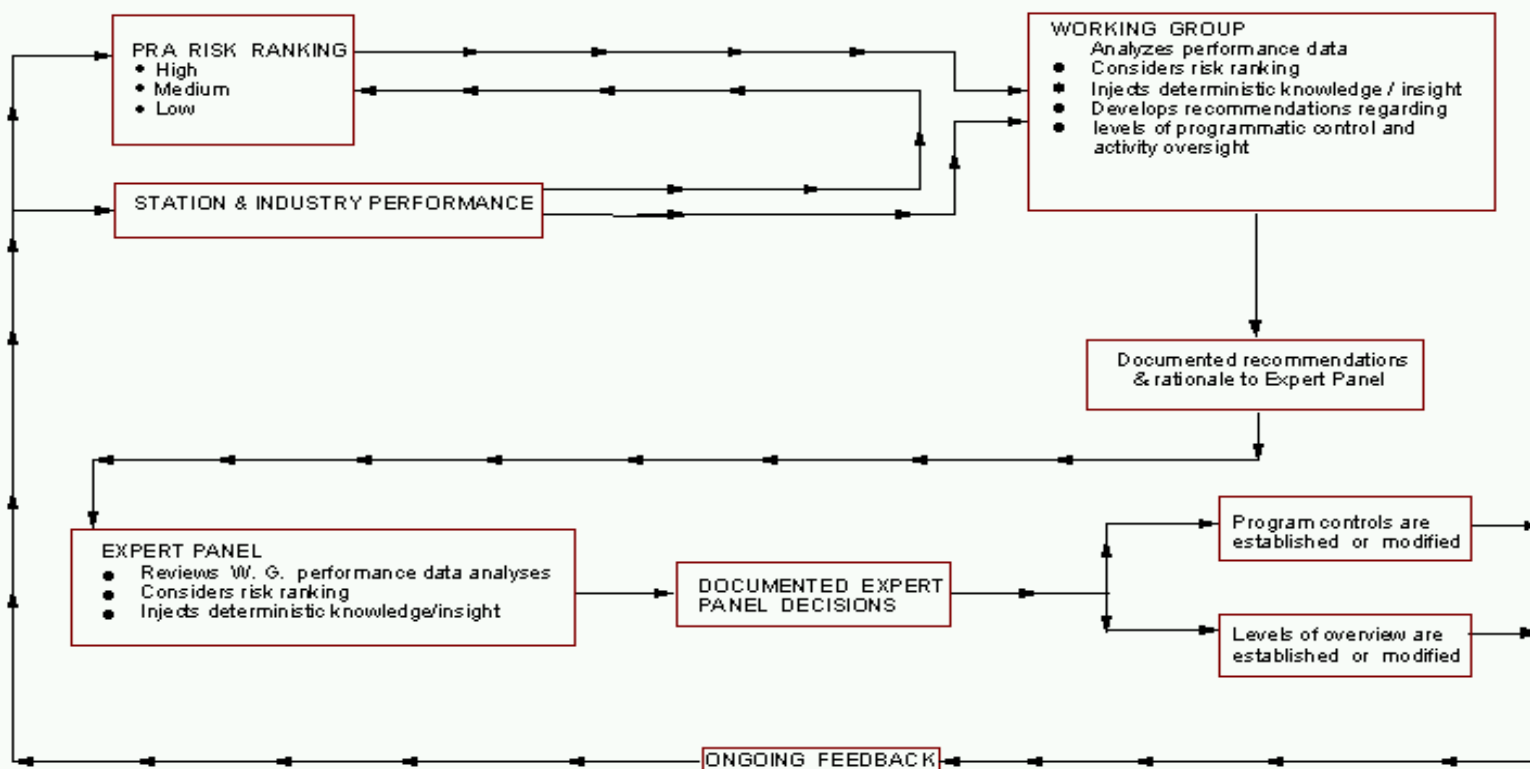 PRA RISK RANKING
• High
• Medium
• Low
WORKING GROUP
Analyzes performance data
• Considers risk ranking
• Injects deterministic knowledge / insight
• Develops recommendations regarding
• levels of programmatic control and
activity oversight
STATION & INDUSTRY PERFORMANCE
Documented recommendations
& rationale to Expert Panel
EXPERT PANEL
• Reviews W. G. performance data analyses
• Considers risk ranking
• Injects deterministic knowledge/insight
DOCUMENTED EXPERT
PANEL DECISIONS
Program controls are
established or modified
Levels of overview are
established or modified
ONGOING FEEDBACK